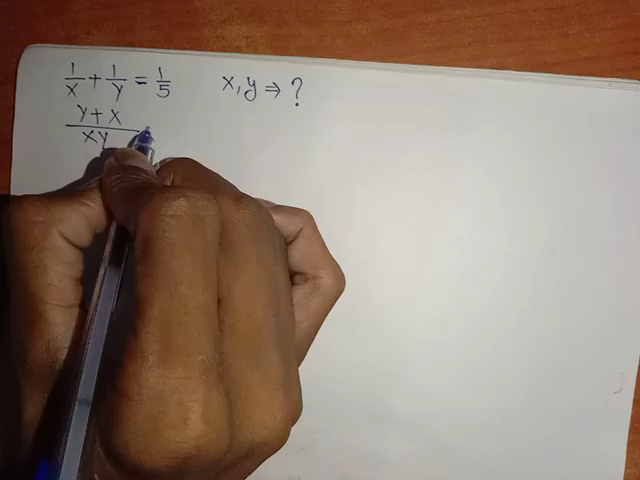 1/x + 1/y = 1/5 x, y ⇒ ?
y + x / xy